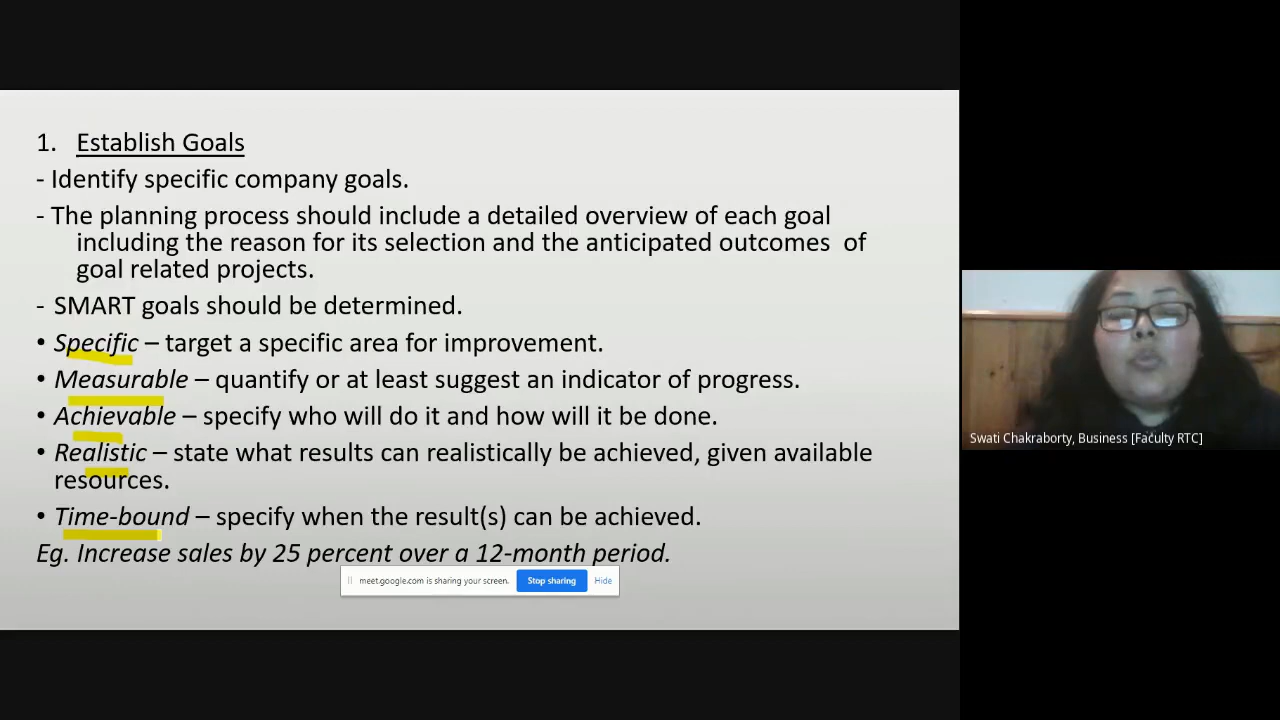 1. Establish Goals
- Identify specific company goals.
- The planning process should include a detailed overview of each goal
including the reason for its selection and the anticipated outcomes of
goal related projects.
- SMART goals should be determined.
• Specific – target a specific area for improvement.
• Measurable – quantify or at least suggest an indicator of progress.
• Achievable – specify who will do it and how will it be done.
• Realistic – state what results can realistically be achieved, given available
resources.
• Time-bound – specify when the result(s) can be achieved.
Eg. Increase sales by 25 percent over a 12-month period.
meet.google.com is sharing your screen. Stop sharing Hide
Swati Chakraborty, Business [Faculty RTC]